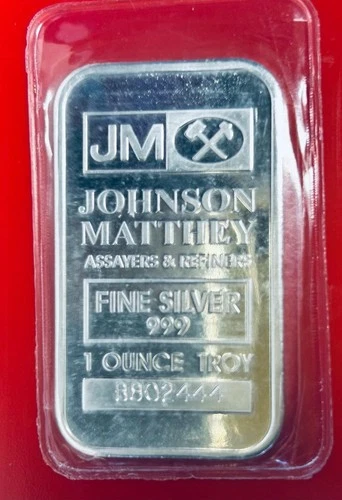 JM
JOHNSON
MATTHEY
ASSAYERS & REFINERS
FINE SILVER
999
1 OUNCE TROY
8802444